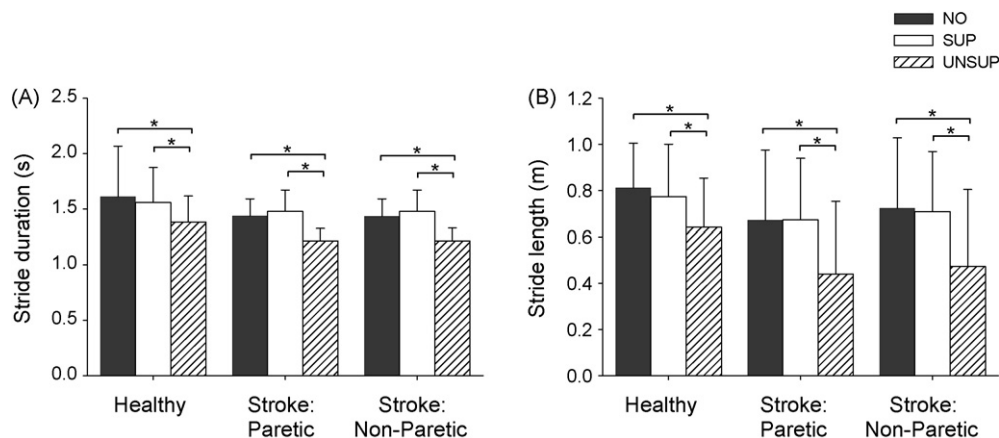 NO
SUP
UNSUP
(A)
Stride duration (s)
2.5
2.0
1.5
1.0
0.5
0.0
* * * * * *
Healthy
Stroke:
Paretic
Stroke:
Non-Paretic
(B)
Stride length (m)
1.2
1.0
0.8
0.6
0.4
0.2
0.0
* * * * * *
Healthy
Stroke:
Paretic
Stroke:
Non-Paretic